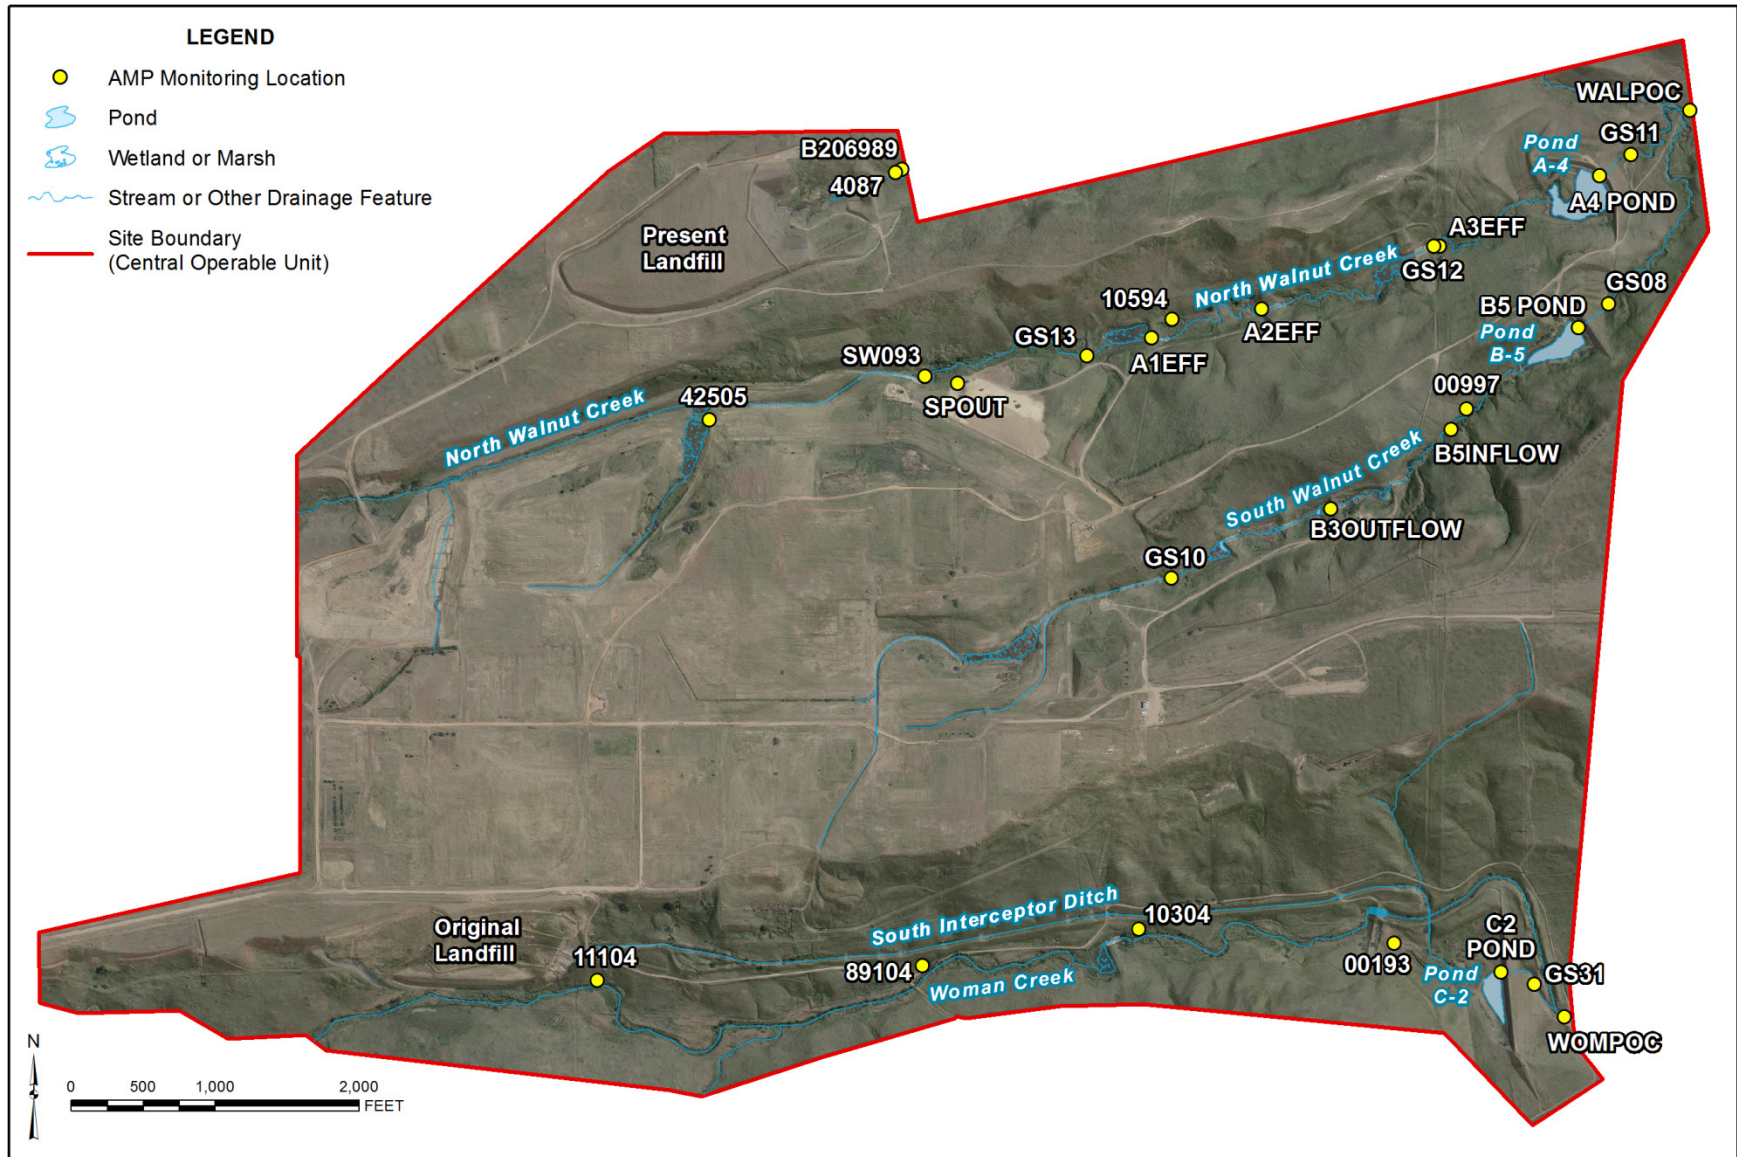 LEGEND
AMP Monitoring Location
Pond
Wetland or Marsh
Stream or Other Drainage Feature
Site Boundary
(Central Operable Unit)
WALPOC
GS11
Pond
A-4
A4 POND
B206989
4087
Present
Landfill
A3EFF
GS12
North Walnut Creek
10594
A2EFF
GS13
A1EFF
SW093
SPOUT
42505
North Walnut Creek
GS08
B5 POND
Pond
B-5
00997
B5INFLOW
South Walnut Creek
B3OUTFLOW
GS10
Original
Landfill
11104
South Interceptor Ditch
10304
89104
Woman Creek
00193
C2
POND
Pond
C-2
GS31
WOMPOC
N
0 500 1,000 2,000
FEET